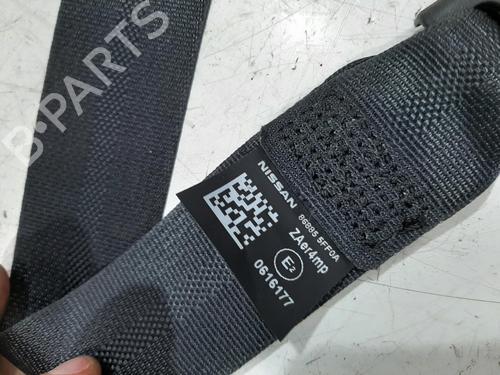 B-PARTS
NISSAN
86885 5FF0A
ZAer4mp
E2
0616177